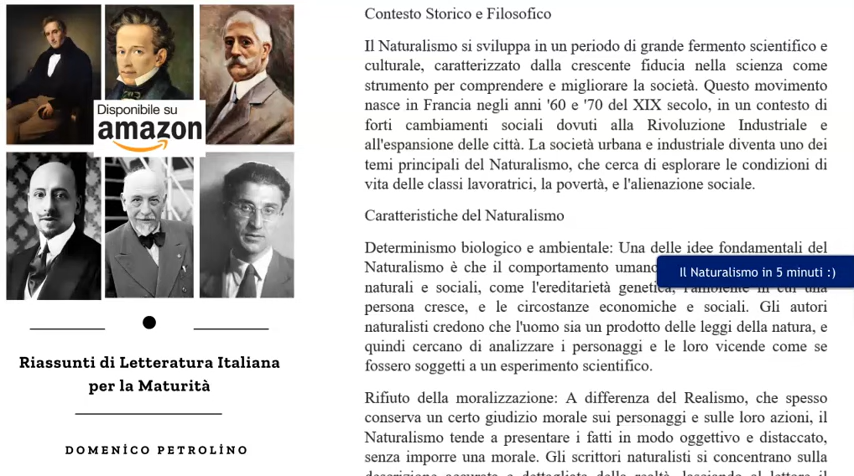 Disponibile su
amazon
Riassunti di Letteratura Italiana
per la Maturità
DOMENICO PETROLINO
Contesto Storico e Filosofico
Il Naturalismo si sviluppa in un periodo di grande fermento scientifico e
culturale, caratterizzato dalla crescente fiducia nella scienza come
strumento per comprendere e migliorare la società. Questo movimento
nasce in Francia negli anni '60 e '70 del XIX secolo, in un contesto di
forti cambiamenti sociali dovuti alla Rivoluzione Industriale e
all'espansione delle città. La società urbana e industriale diventa uno dei
temi principali del Naturalismo, che cerca di esplorare le condizioni di
vita delle classi lavoratrici, la povertà, e l'alienazione sociale.
Caratteristiche del Naturalismo
Determinismo biologico e ambientale: Una delle idee fondamentali del
Naturalismo è che il comportamento umano
naturali e sociali, come l'ereditarietà genetica, l'ambiente in cui una
persona cresce, e le circostanze economiche e sociali. Gli autori
naturalisti credono che l'uomo sia un prodotto delle leggi della natura, e
quindi cercano di analizzare i personaggi e le loro vicende come se
fossero soggetti a un esperimento scientifico.
Rifiuto della moralizzazione: A differenza del Realismo, che spesso
conserva un certo giudizio morale sui personaggi e sulle loro azioni, il
Naturalismo tende a presentare i fatti in modo oggettivo e distaccato,
senza imporre una morale. Gli scrittori naturalisti si concentrano sulla
Il Naturalismo in 5 minuti :)